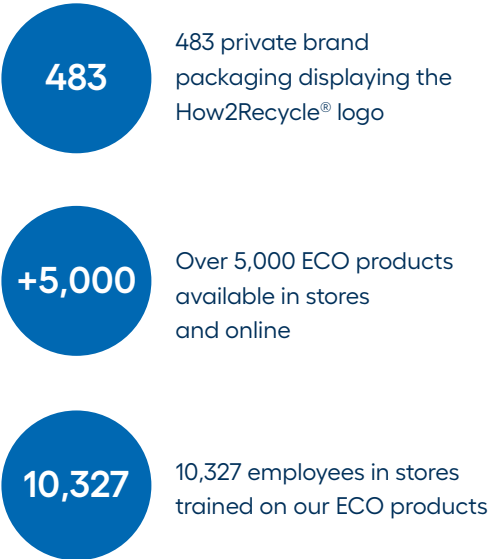 483
483 private brand
packaging displaying the
How2Recycle® logo
+5,000
Over 5,000 ECO products
available in stores
and online
10,327
10,327 employees in stores
trained on our ECO products